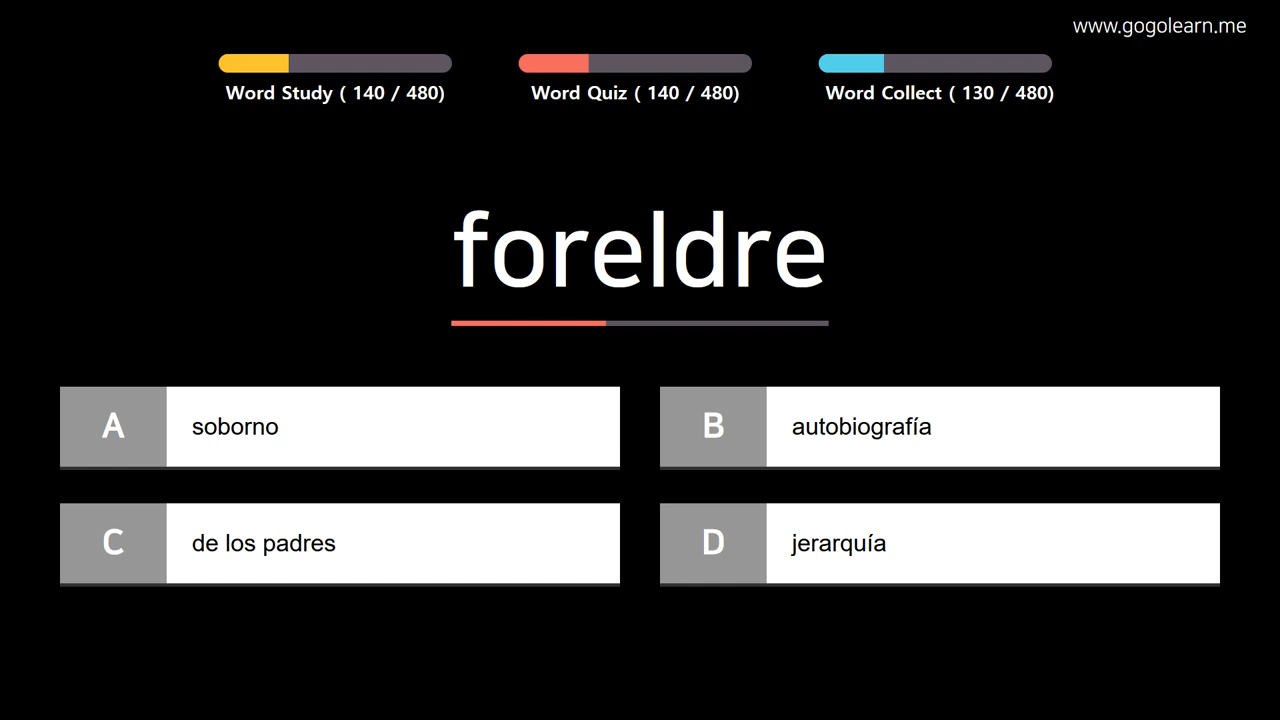 www.gogolearn.me
Word Study ( 140 / 480)
Word Quiz ( 140 / 480)
Word Collect ( 130 / 480)
foreldre
A
soborno
B
autobiografía
C
de los padres
D
jerarquía